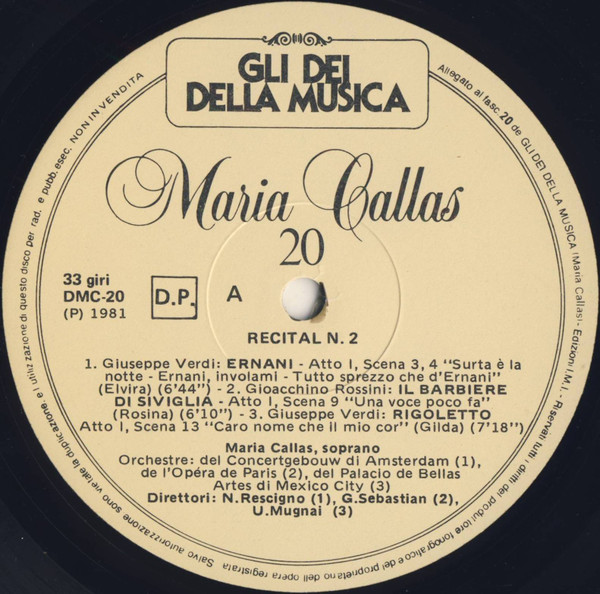 GLI DEI
DELLA MUSICA
Maria Callas
20
33 giri
DMC-20
(P) 1981
D.P.
A
RECITAL N. 2
1. Giuseppe Verdi: ERNANI - Atto I, Scena 3, 4 "Surta è la
notte - Ernani, involami - Tutto sprezzo che d'Ernani"
(Elvira) (6'44") - 2. Gioacchino Rossini: IL BARBIERE
DI SIVIGLIA - Atto I, Scena 9 "Una voce poco fa"
(Rosina) (6'10") - 3. Giuseppe Verdi: RIGOLETTO
Atto I, Scena 13 "Caro nome che il mio cor" (Gilda) (7'18")
Maria Callas, soprano
Orchestre: del Concertgebouw di Amsterdam (1),
de l'Opéra de Paris (2), del Palacio de Bellas
Artes di Mexico City (3)
Direttori: N.Rescigno (1), G.Sebastian (2),
U.Mugnai (3)
Allegato al fasc. 20 de GLI DEI DELLA MUSICA (Maria Callas) - Edizioni I.M.I. - Riservati tutti i diritti del produttore fonografico e del proprietario dell'opera registrata
Salvo autorizzazione sono vietate la duplicazione, e l'utilizzazione di questo disco per rad. e pubb. esec. NON IN VENDITA